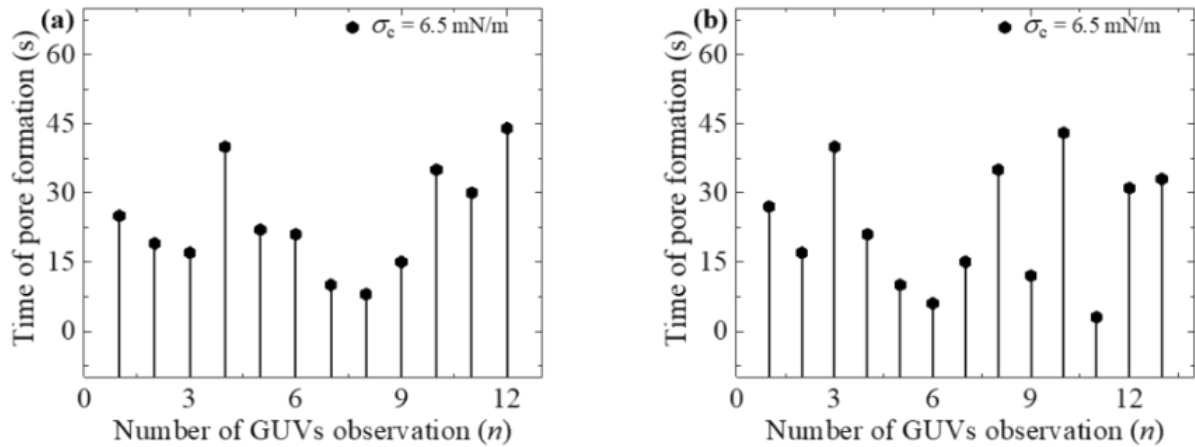 (a)
σc = 6.5 mN/m
Time of pore formation (s)
60
45
30
15
0
0 3 6 9 12
Number of GUVs observation (n)
(b)
σc = 6.5 mN/m
Time of pore formation (s)
60
45
30
15
0
0 3 6 9 12
Number of GUVs observation (n)